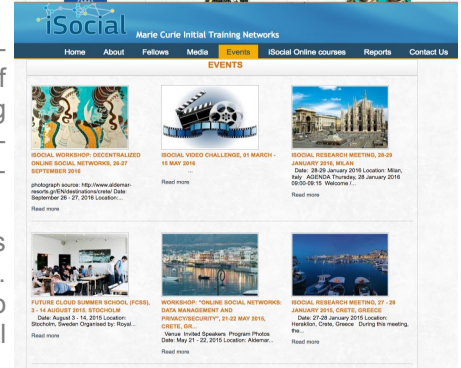 iSocial
Marie Curie Initial Training Networks
Home About Fellows Media Events iSocial Online courses Reports Contact Us
EVENTS
ISOCIAL WORKSHOP: DECENTRALIZED
ONLINE SOCIAL NETWORKS, 26-27
SEPTEMBER 2016
photograph source: http://www.aldemar-
resorts.gr/EN/destinations/crete/ Date:
September 26 - 27, 2016 Location:...
Read more
ISOCIAL VIDEO CHALLENGE, 01 MARCH -
15 MAY 2016
...
Read more
ISOCIAL RESEARCH MEETING, 28-29
JANUARY 2016, MILAN
Date: 28-29 January 2016 Location: Milan,
Italy AGENDA Thursday, 28 January 2016
09:00-09:15 Welcome /...
Read more
FUTURE CLOUD SUMMER SCHOOL (FCSS),
3 - 14 AUGUST 2015, STOCHOLM
Date: August 3 - 14, 2015 Location:
Stocholm, Sweden Organised by: Royal...
Read more
WORKSHOP: "ONLINE SOCIAL NETWORKS:
DATA MANAGEMENT AND
PRIVACY/SECURITY", 21-22 MAY 2015,
CRETE, GR...
Venue Invited Speakers Program Photos
Date: May 21 - 22, 2015 Location: Aldemar...
Read more
ISOCIAL RESEARCH MEETING, 27 - 28
JANUARY 2015, CRETE, GREECE
Date: 27-28 January 2015 Location:
Heraklion, Crete, Greece During this meeting,
the...
Read more